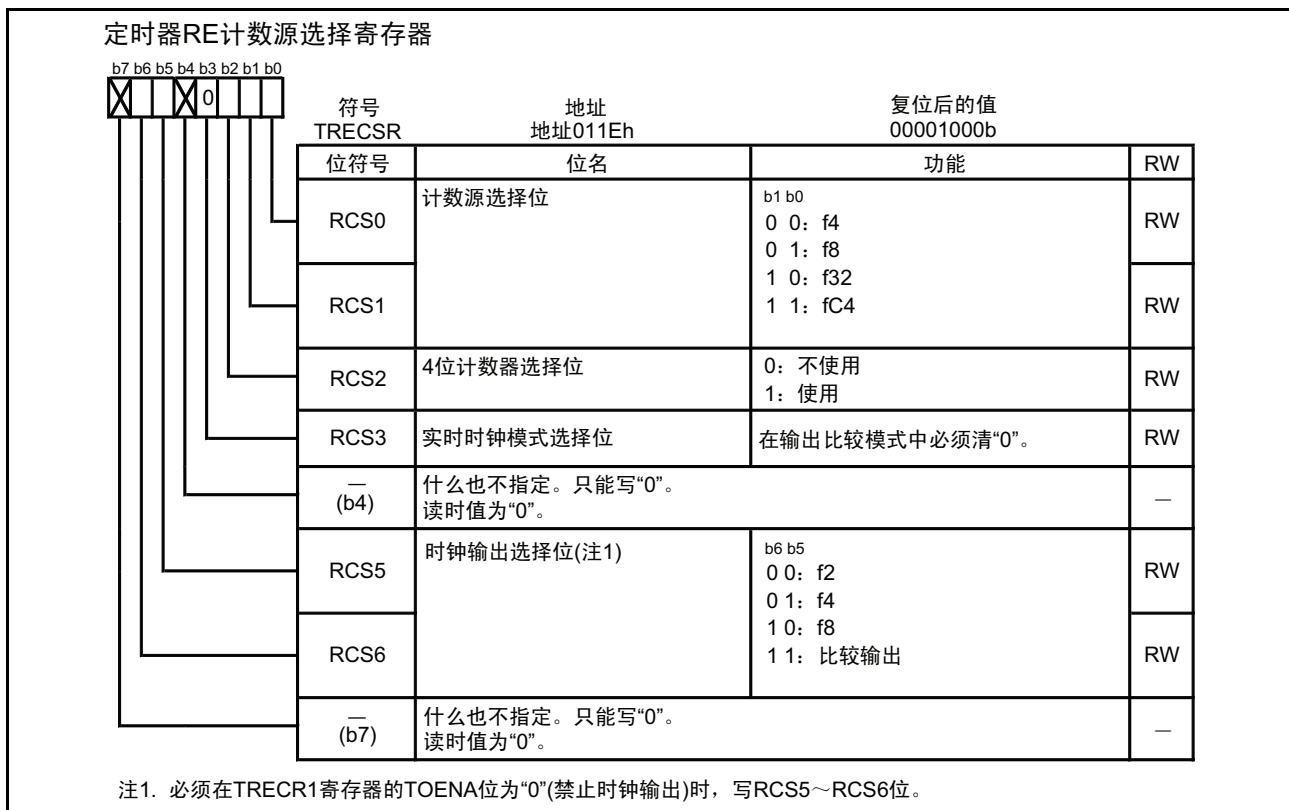 定时器RE计数源选择寄存器
b7 b6 b5 b4 b3 b2 b1 b0
0
符号 地址 复位后的值
TRECSR 地址011Eh 00001000b
位符号 位名 功能 RW
RCS0 计数源选择位 b1 b0 RW
0 0：f4
0 1：f8
1 0：f32
RCS1 1 1：fC4 RW
RCS2 4位计数器选择位 0：不使用 RW
1：使用
RCS3 实时时钟模式选择位 在输出比较模式中必须清“0”。 RW
— 什么也不指定。只能写“0”。 —
(b4) 读时值为“0”。
RCS5 时钟输出选择位(注1) b6 b5 RW
0 0：f2
0 1：f4
1 0：f8
RCS6 1 1：比较输出 RW
— 什么也不指定。只能写“0”。 —
(b7) 读时值为“0”。
注1. 必须在TRECR1寄存器的TOENA位为“0”(禁止时钟输出)时，写RCS5～RCS6位。